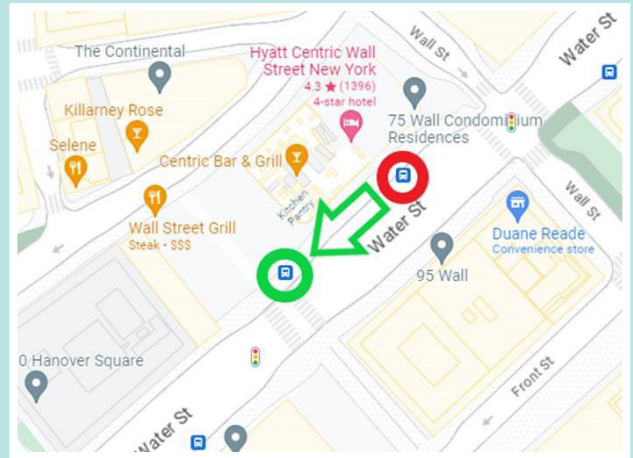 The Continental
Hyatt Centric Wall
Street New York
4.3 ★ (1396)
4-star hotel
Wall St
Water St
Killarney Rose
75 Wall Condominium
Residences
Selene
Centric Bar & Grill
Kitchen
Pantry
Wall St
Wall Street Grill
Steak · $$$
Water St
Duane Reade
Convenience store
95 Wall
0 Hanover Square
Front St
Water St